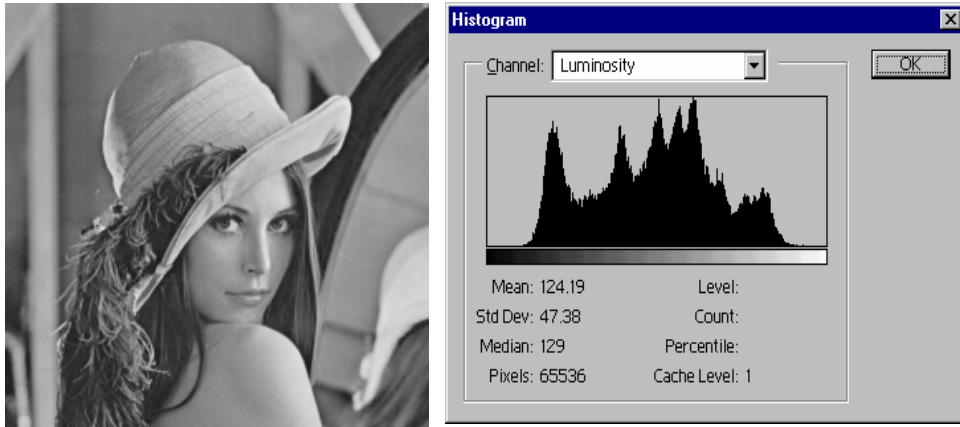 Histogram
Channel: Luminosity
OK
Mean: 124.19 Level:
Std Dev: 47.38 Count:
Median: 129 Percentile:
Pixels: 65536 Cache Level: 1